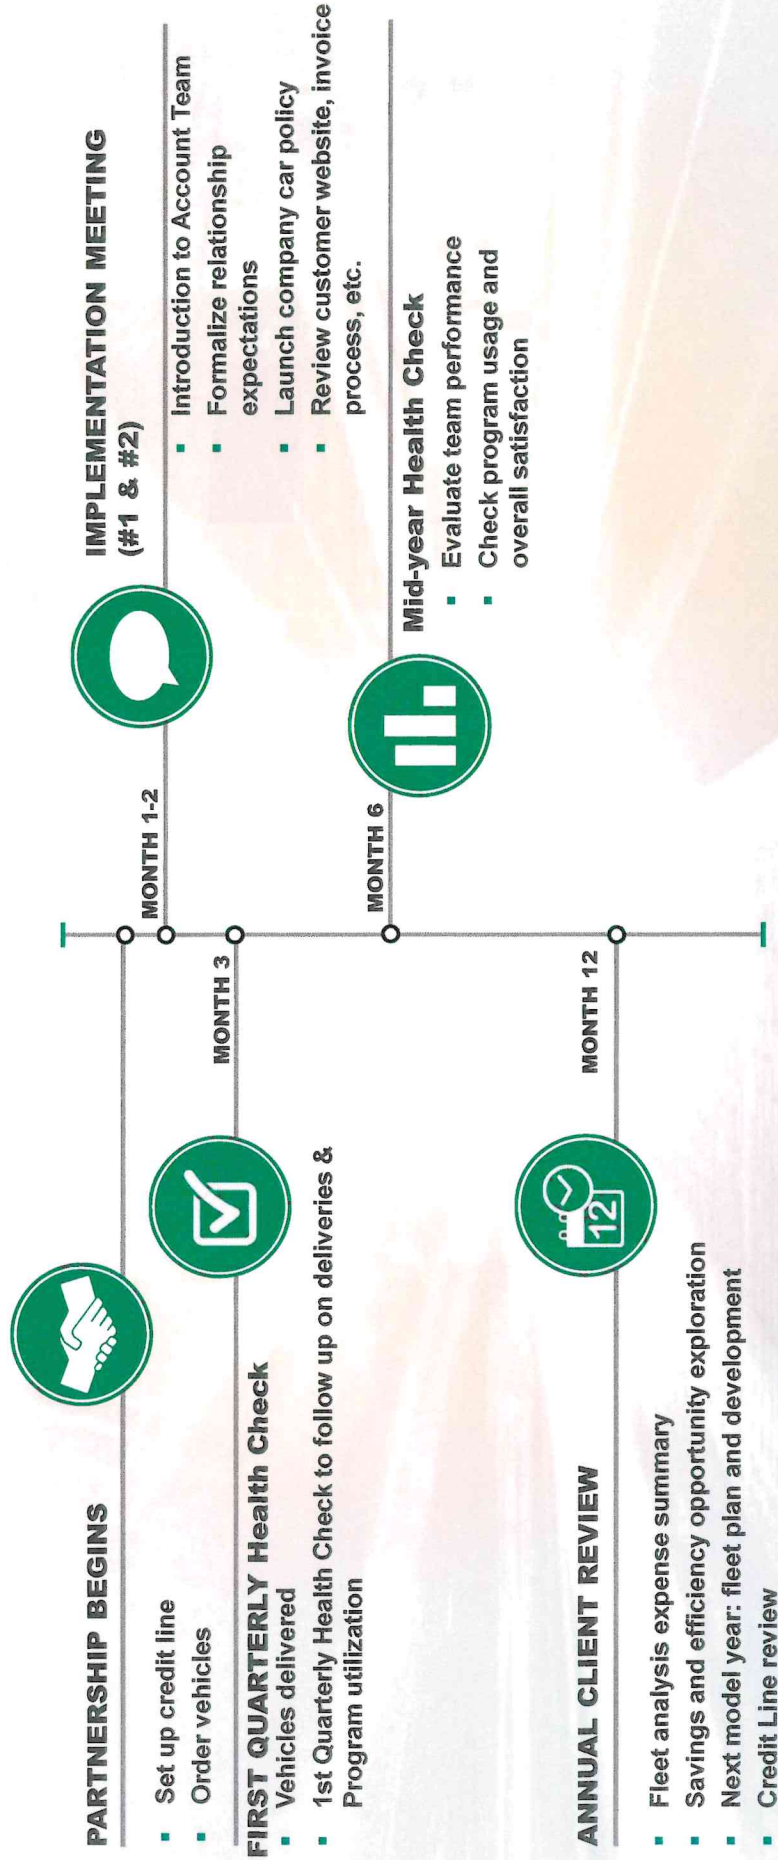 PARTNERSHIP BEGINS
▪ Set up credit line
▪ Order vehicles
MONTH 1-2
IMPLEMENTATION MEETING
(#1 & #2)
▪ Introduction to Account Team
▪ Formalize relationship
expectations
▪ Launch company car policy
▪ Review customer website, invoice
process, etc.
MONTH 3
FIRST QUARTERLY Health Check
▪ Vehicles delivered
▪ 1st Quarterly Health Check to follow up on deliveries &
Program utilization
MONTH 6
Mid-year Health Check
▪ Evaluate team performance
▪ Check program usage and
overall satisfaction
MONTH 12
12
ANNUAL CLIENT REVIEW
▪ Fleet analysis expense summary
▪ Savings and efficiency opportunity exploration
▪ Next model year: fleet plan and development
▪ Credit Line review